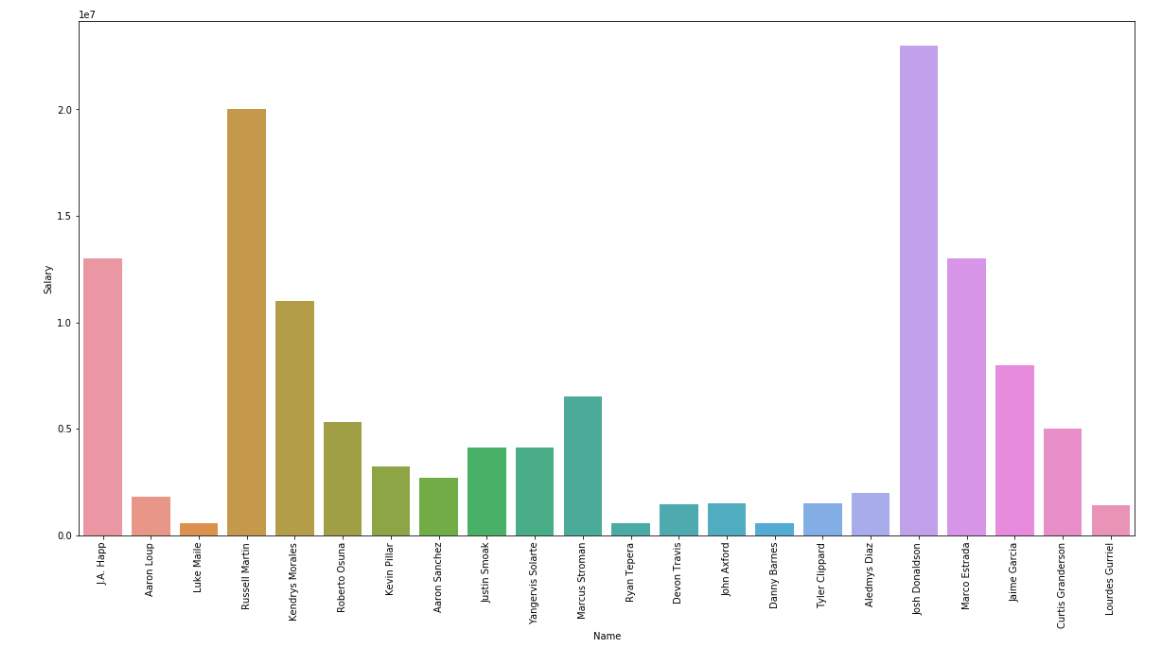 1e7
2.0
1.5
1.0
0.5
0.0
Salary
J.A. Happ
Aaron Loup
Luke Maile
Russell Martin
Kendrys Morales
Roberto Osuna
Kevin Pillar
Aaron Sanchez
Justin Smoak
Yangervis Solarte
Marcus Stroman
Ryan Tepera
Devon Travis
John Axford
Danny Barnes
Tyler Clippard
Aledmys Diaz
Josh Donaldson
Marco Estrada
Jaime Garcia
Curtis Granderson
Lourdes Gurriel
Name